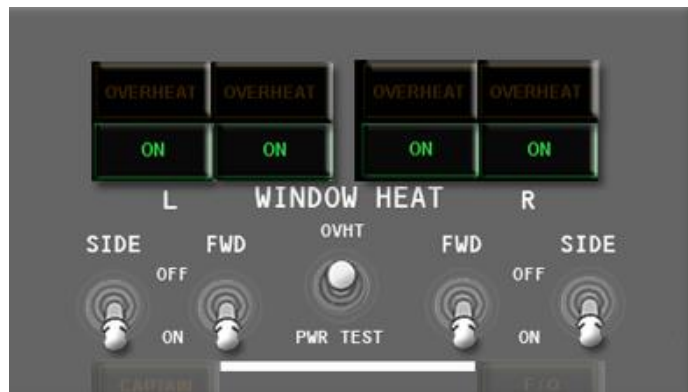 OVERHEAT OVERHEAT OVERHEAT OVERHEAT
ON ON ON ON
L WINDOW HEAT R
OVHT
SIDE FWD FWD SIDE
OFF OFF
ON PWR TEST ON
CAPTAIN F/O